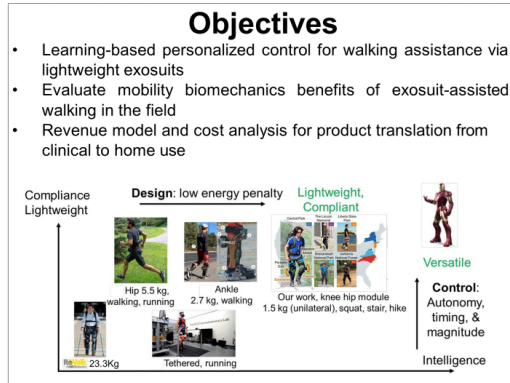 Objectives
• Learning-based personalized control for walking assistance via
lightweight exosuits
• Evaluate mobility biomechanics benefits of exosuit-assisted
walking in the field
• Revenue model and cost analysis for product translation from
clinical to home use
Compliance
Lightweight
Design: low energy penalty
Lightweight,
Compliant
Central Park
Versatile
Hip 5.5 kg,
walking, running
Ankle
2.7 kg, walking
Our work, knee hip module
1.5 kg (unilateral), squat, stair, hike
Control:
Autonomy,
timing, &
magnitude
ReWalk 23.3Kg
Tethered, running
Intelligence